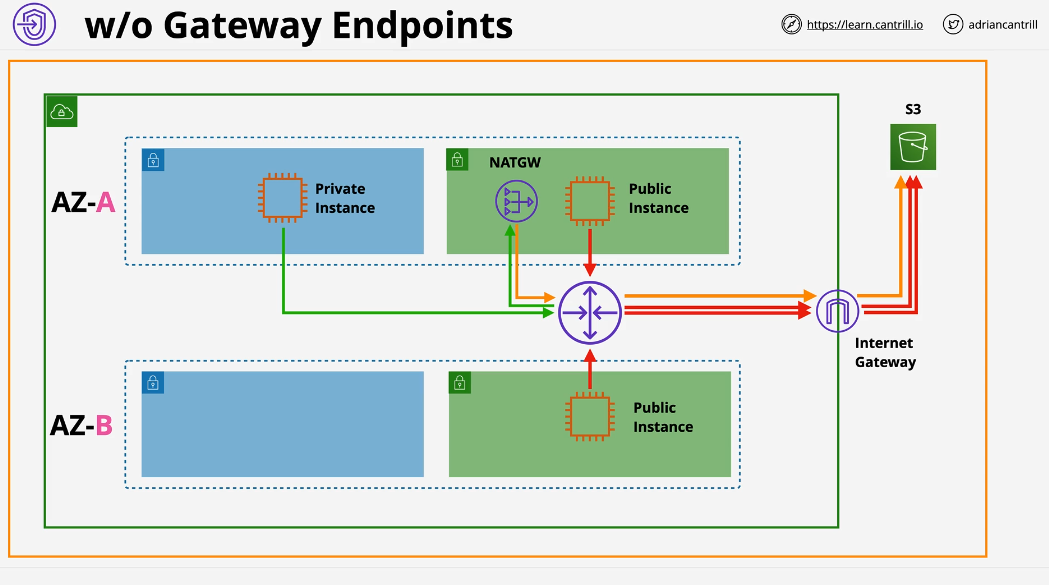 w/o Gateway Endpoints
https://learn.cantrill.io
adriancantrill
S3
NATGW
AZ-A
Private
Instance
Public
Instance
Internet
Gateway
AZ-B
Public
Instance